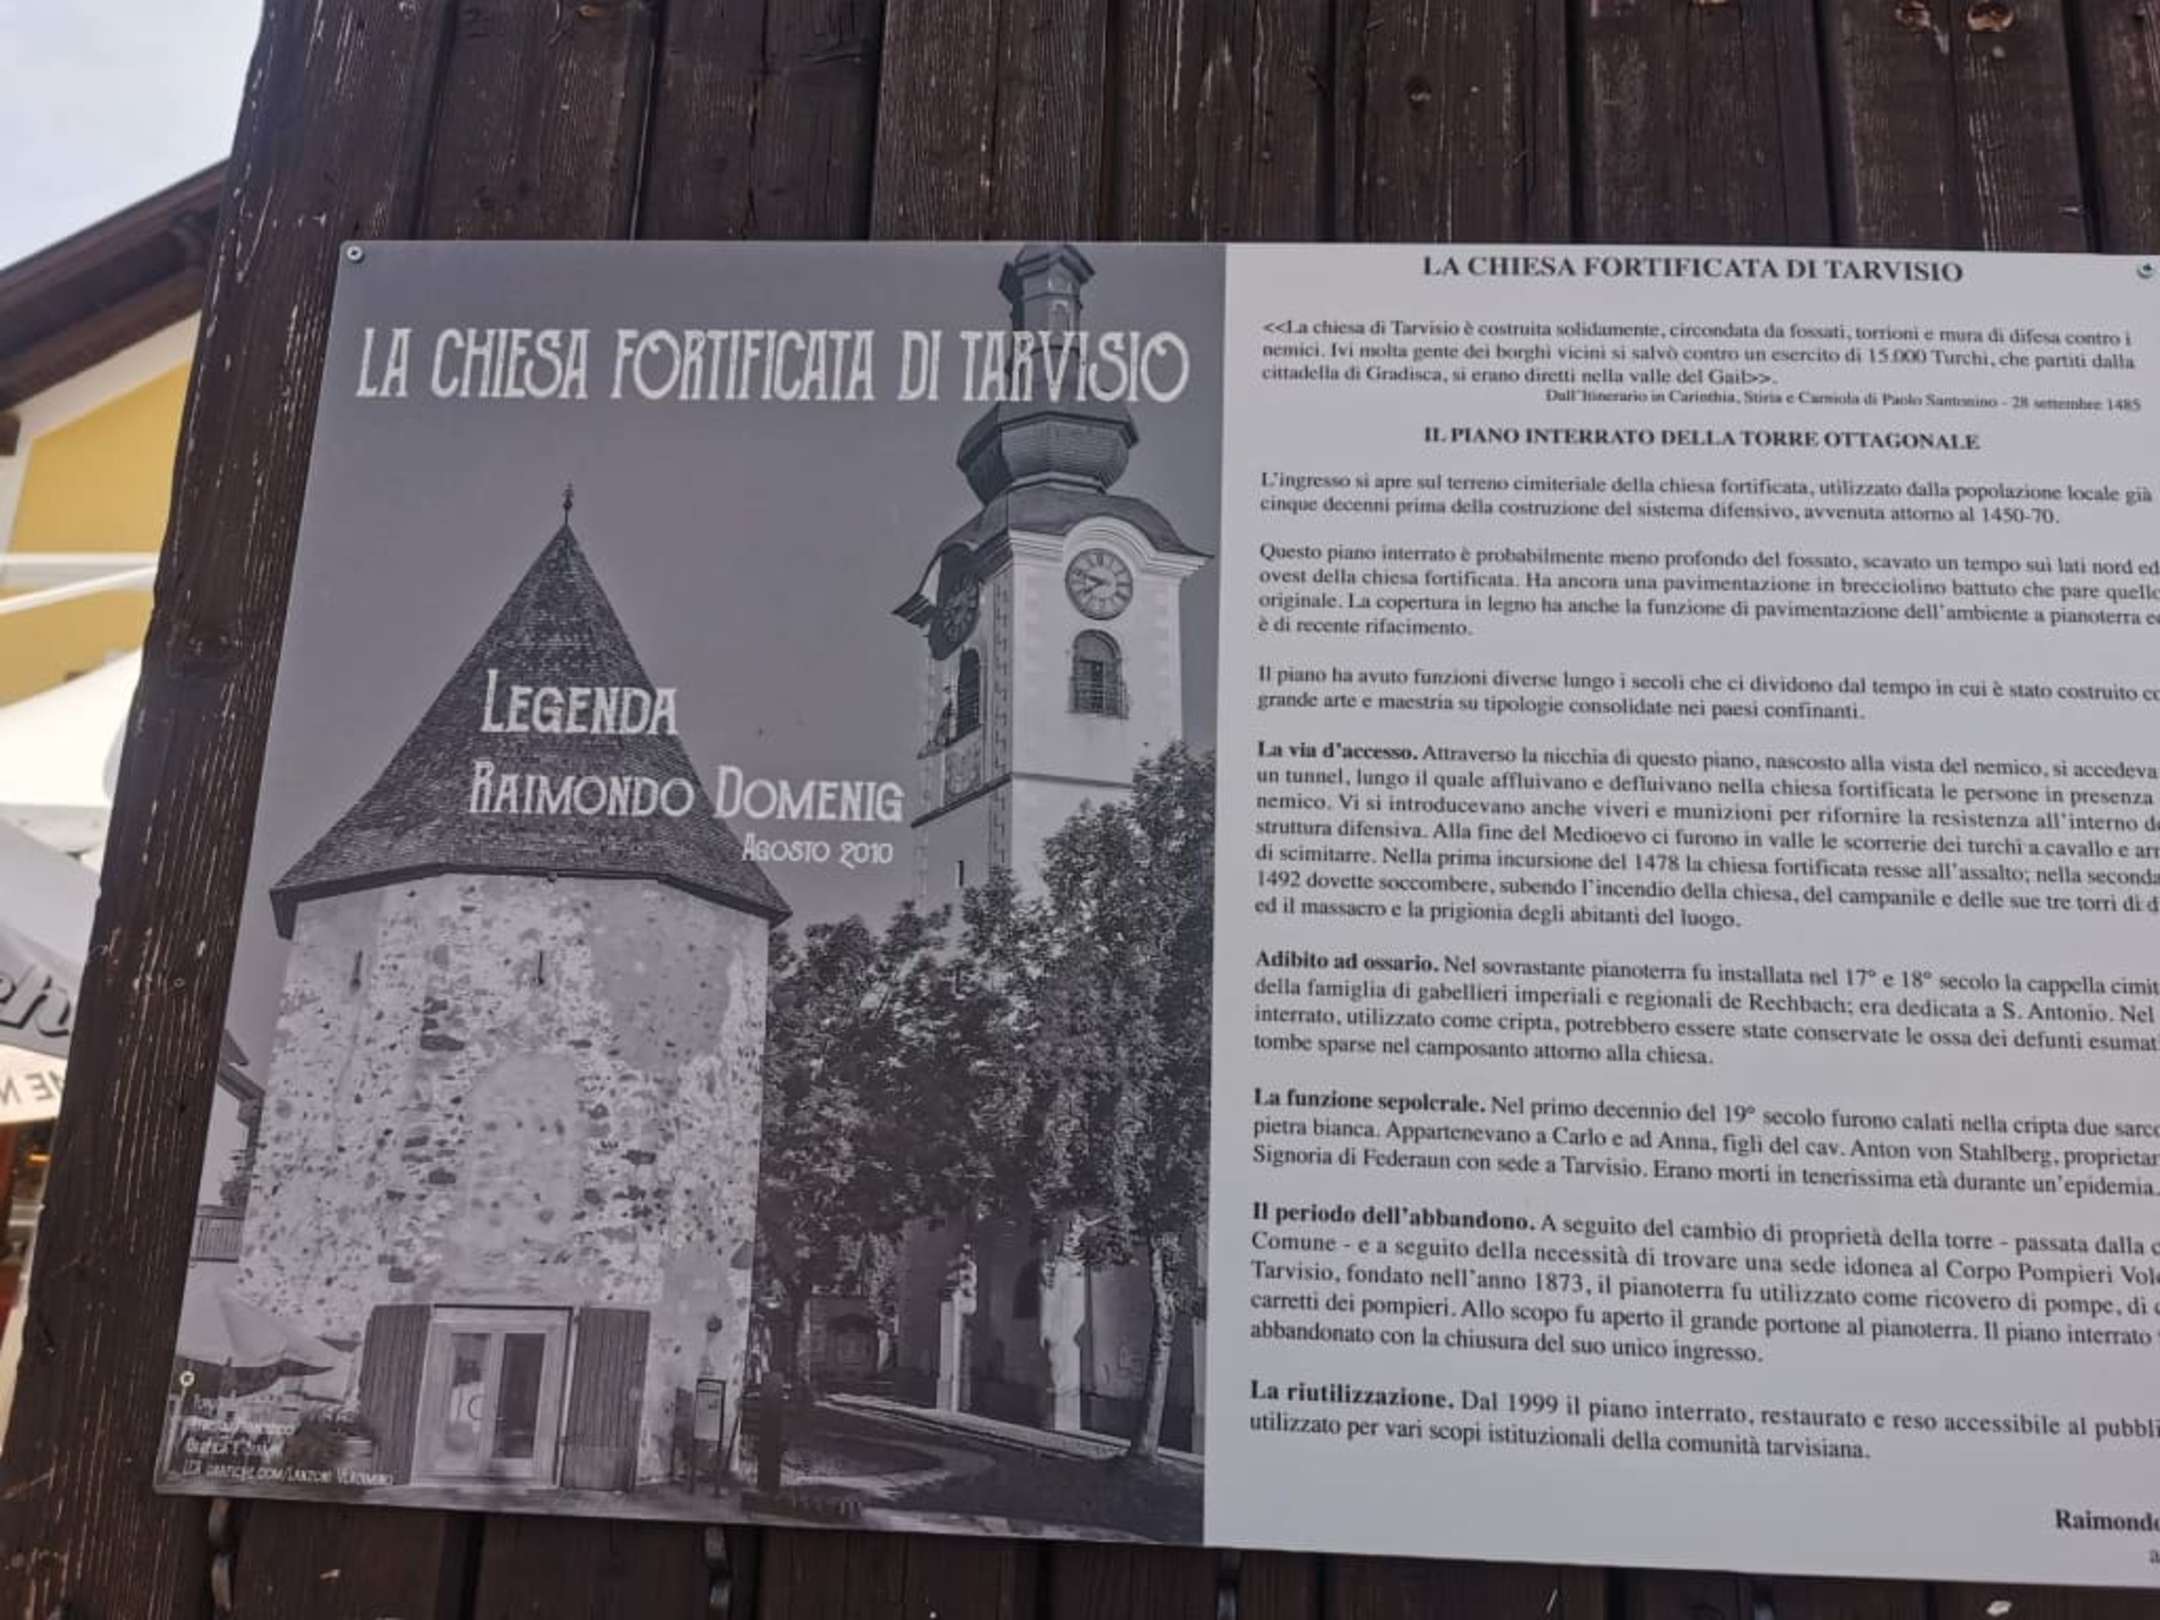 LA CHIESA FORTIFICATA DI TARVISIO
LEGENDA
RAIMONDO DOMENIG
AGOSTO 2010
LA CHIESA FORTIFICATA DI TARVISIO
<<La chiesa di Tarvisio è costruita solidamente, circondata da fossati, torrioni e mura di difesa contro i
nemici. Ivi molta gente dei borghi vicini si salvò contro un esercito di 15.000 Turchi, che partiti dalla
cittadella di Gradisca, si erano diretti nella valle del Gail>>.
Dall'Itinerario in Carinthia, Stiria e Carniola di Paolo Santonino - 28 settembre 1485
IL PIANO INTERRATO DELLA TORRE OTTAGONALE
L'ingresso si apre sul terreno cimiteriale della chiesa fortificata, utilizzato dalla popolazione locale già
cinque decenni prima della costruzione del sistema difensivo, avvenuta attorno al 1450-70.
Questo piano interrato è probabilmente meno profondo del fossato, scavato un tempo sui lati nord ed
ovest della chiesa fortificata. Ha ancora una pavimentazione in brecciolino battuto che pare quello
originale. La copertura in legno ha anche la funzione di pavimentazione dell'ambiente a pianoterra
è di recente rifacimento.
Il piano ha avuto funzioni diverse lungo i secoli che ci dividono dal tempo in cui è stato costruito
grande arte e maestria su tipologie consolidate nei paesi confinanti.
La via d'accesso. Attraverso la nicchia di questo piano, nascosto alla vista del nemico, si accedeva
un tunnel, lungo il quale affluivano e defluivano nella chiesa fortificata le persone in presenza
nemico. Vi si introducevano anche viveri e munizioni per rifornire la resistenza all'interno
struttura difensiva. Alla fine del Medioevo ci furono in valle le scorrerie dei turchi a cavallo e
di scimitarre. Nella prima incursione del 1478 la chiesa fortificata resse all'assalto; nella seconda
1492 dovette soccombere, subendo l'incendio della chiesa, del campanile e delle sue tre torri di
ed il massacro e la prigionia degli abitanti del luogo.
Adibito ad ossario. Nel sovrastante pianoterra fu installata nel 17° e 18° secolo la cappella
della famiglia di gabellieri imperiali e regionali de Rechbach; era dedicata a S. Antonio. Nel
interrato, utilizzato come cripta, potrebbero essere state conservate le ossa dei defunti
tombe sparse nel camposanto attorno alla chiesa.
La funzione sepolcrale. Nel primo decennio del 19° secolo furono calati nella cripta due
pietra bianca. Appartenevano a Carlo e ad Anna, figli del cav. Anton von Stahlberg,
Signoria di Federaun con sede a Tarvisio. Erano morti in tenerissima età durante un'epidemia.
Il periodo dell'abbandono. A seguito del cambio di proprietà della torre - passata dalla
Comune - e a seguito della necessità di trovare una sede idonea al Corpo Pompieri
Tarvisio, fondato nell'anno 1873, il pianoterra fu utilizzato come ricovero di pompe, di
carretti dei pompieri. Allo scopo fu aperto il grande portone al pianoterra. Il piano interrato
abbandonato con la chiusura del suo unico ingresso.
La riutilizzazione. Dal 1999 il piano interrato, restaurato e reso accessibile al
utilizzato per vari scopi istituzionali della comunità tarvisiana.
Raimondo